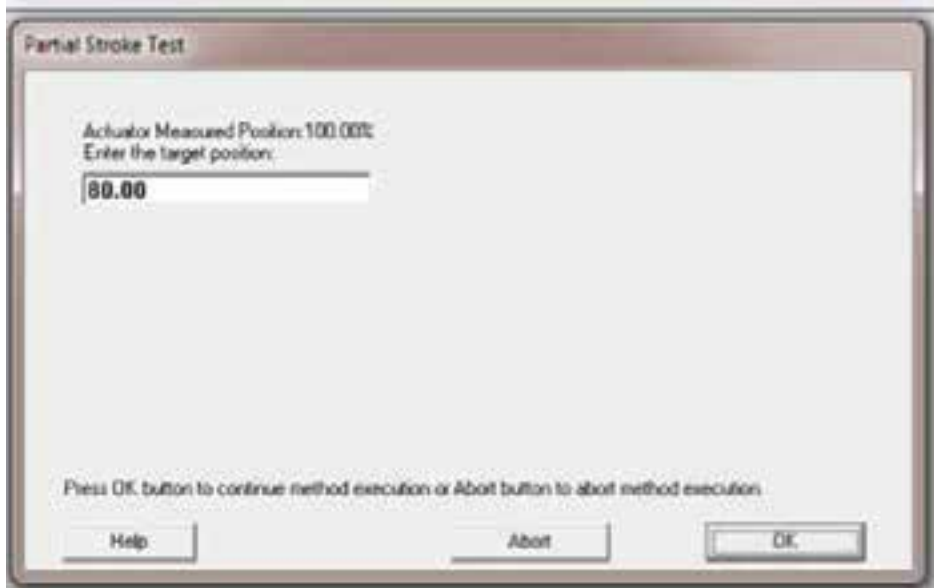 Partial Stroke Test
Actuator Measured Position:100.00%
Enter the target position:
80.00
Press OK button to continue method execution or Abort button to abort method execution
Help
Abort
OK